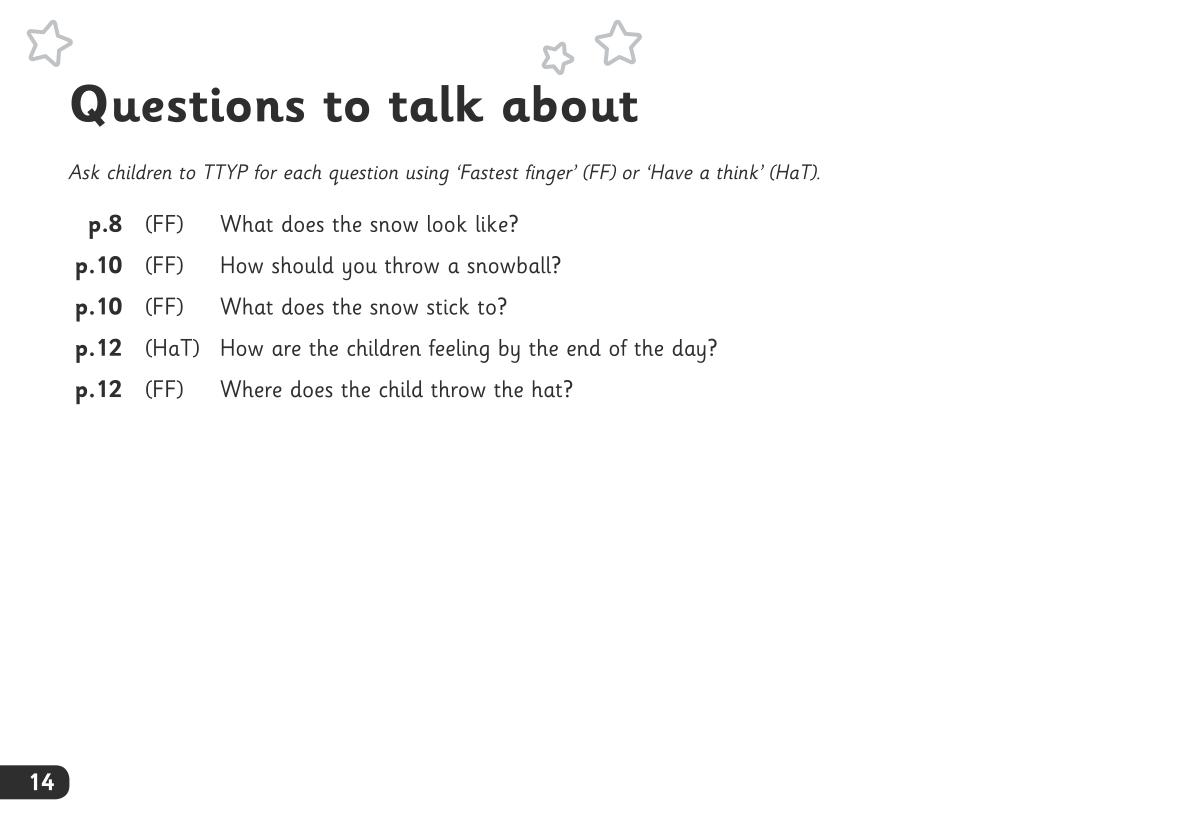 Questions to talk about
Ask children to TTYP for each question using ‘Fastest finger’ (FF) or ‘Have a think’ (HaT).
p.8 (FF) What does the snow look like?
p.10 (FF) How should you throw a snowball?
p.10 (FF) What does the snow stick to?
p.12 (HaT) How are the children feeling by the end of the day?
p.12 (FF) Where does the child throw the hat?
14